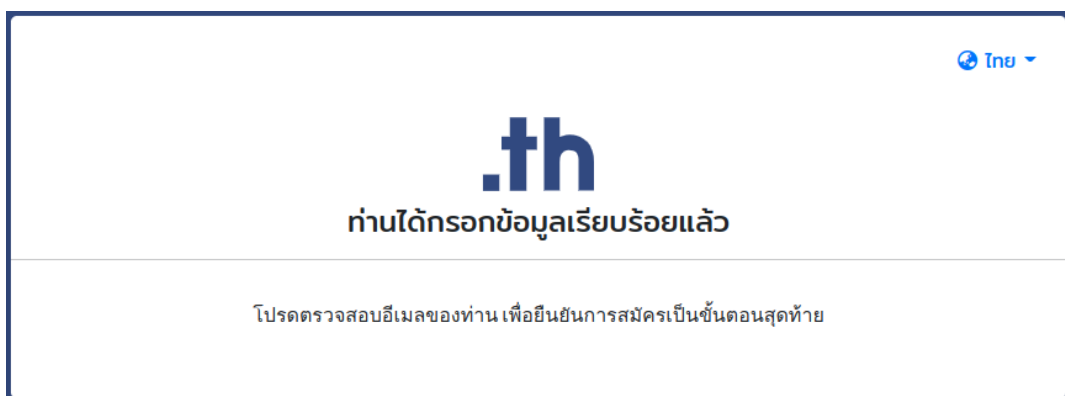 ไทย
.th
ท่านได้กรอกข้อมูลเรียบร้อยแล้ว
โปรดตรวจสอบอีเมลของท่าน เพื่อยืนยันการสมัครเป็นขั้นตอนสุดท้าย